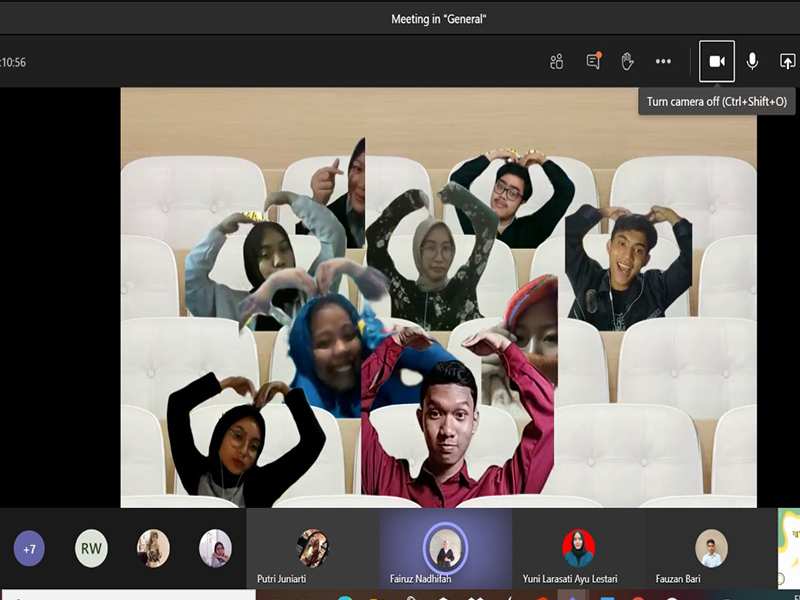 Meeting in "General"
:10:56
Turn camera off (Ctrl+Shift+O)
+7
RW
Putri Juniarti
Fairuz Nadhifah
Yuni Larasati Ayu Lestari
Fauzan Bari